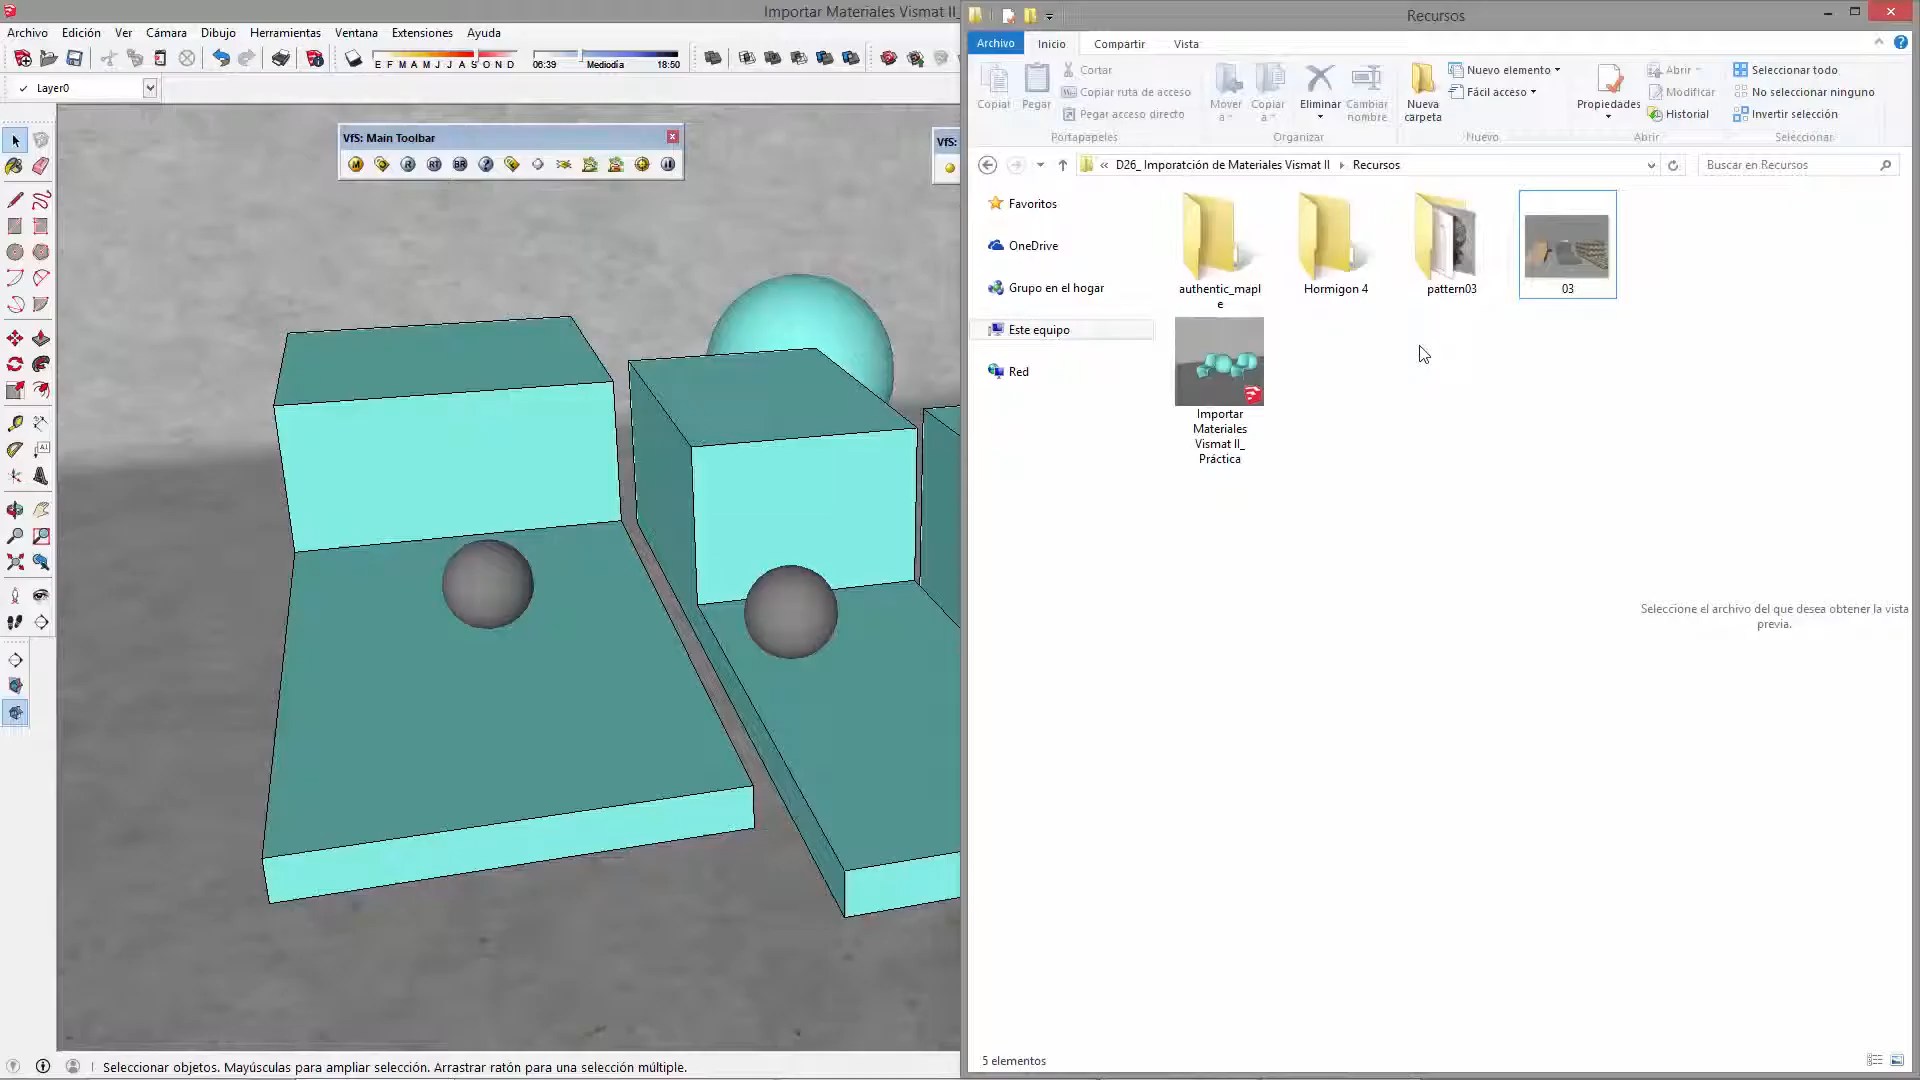 Importar Materiales Vismat II_
Archivo Edición Ver Cámara Dibujo Herramientas Ventana Extensiones Ayuda
E F M A M J J A S O N D 06:39 Mediodía 18:50
Layer0
VfS: Main Toolbar
M R RT BR
VfS:
AI
A
Seleccionar objetos. Mayúsculas para ampliar selección. Arrastrar ratón para una selección múltiple.
Recursos
Archivo Inicio Compartir Vista
Copiar
Pegar
Cortar
Copiar ruta de acceso
Pegar acceso directo
Portapapeles
Mover a
Copiar a
Eliminar
Cambiar nombre
Organizar
Nueva carpeta
Nuevo elemento
Fácil acceso
Nuevo
Propiedades
Abrir
Modificar
Historial
Abrir
Seleccionar todo
No seleccionar ninguno
Invertir selección
Seleccionar
« D26_ Imporatción de Materiales Vismat II Recursos
Buscar en Recursos
Favoritos
OneDrive
Grupo en el hogar
Este equipo
Red
authentic_mapl
e
Hormigon 4
pattern03
03
Importar
Materiales
Vismat II_
Práctica
Seleccione el archivo del que desea obtener la vista
previa.
5 elementos